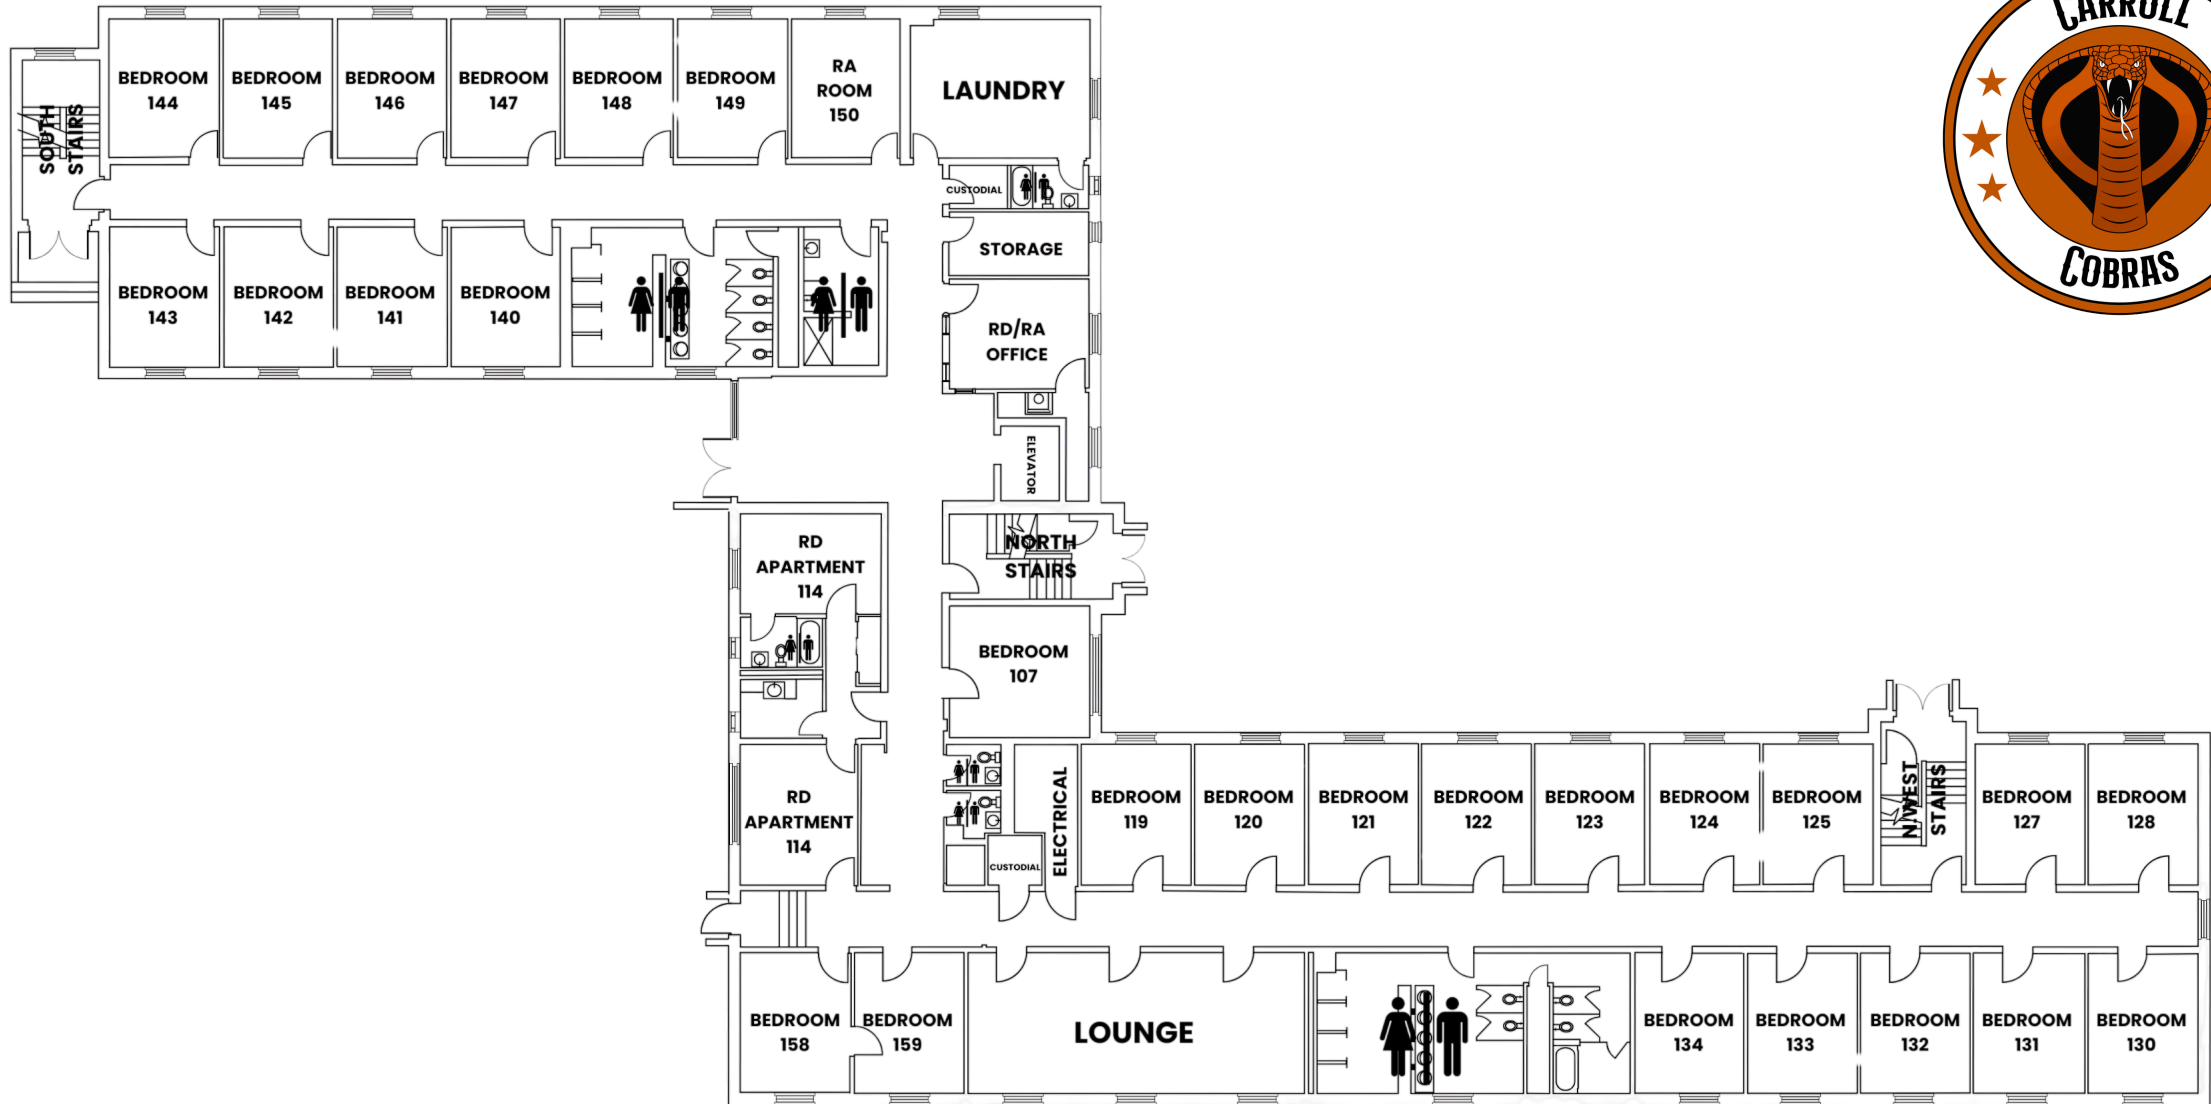 CARROLL
COBRAS
BEDROOM
144
BEDROOM
145
BEDROOM
146
BEDROOM
147
BEDROOM
148
BEDROOM
149
RA
ROOM
150
LAUNDRY
SOUTH
STAIRS
CUSTODIAL
STORAGE
BEDROOM
143
BEDROOM
142
BEDROOM
141
BEDROOM
140
RD/RA
OFFICE
ELEVATOR
RD
APARTMENT
114
NORTH
STAIRS
BEDROOM
107
RD
APARTMENT
114
CUSTODIAL
ELECTRICAL
BEDROOM
119
BEDROOM
120
BEDROOM
121
BEDROOM
122
BEDROOM
123
BEDROOM
124
BEDROOM
125
N/WEST
STAIRS
BEDROOM
127
BEDROOM
128
BEDROOM
158
BEDROOM
159
LOUNGE
BEDROOM
134
BEDROOM
133
BEDROOM
132
BEDROOM
131
BEDROOM
130